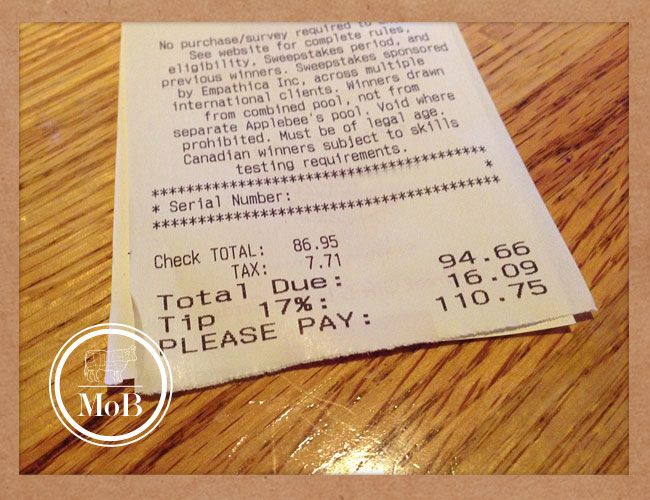 No purchase/survey required to
See website for complete rules,
eligibility, Sweepstakes period, and
previous winners. Sweepstakes sponsored
by Empathica Inc, across multiple
international clients. Winners drawn
from combined pool, not from
separate Applebee's pool. Void where
prohibited. Must be of legal age.
Canadian winners subject to skills
testing requirements.
****************************************
* Serial Number: *
****************************************
Check TOTAL: 86.95
TAX: 7.71
Total Due: 94.66
Tip 17%: 16.09
PLEASE PAY: 110.75
MoB